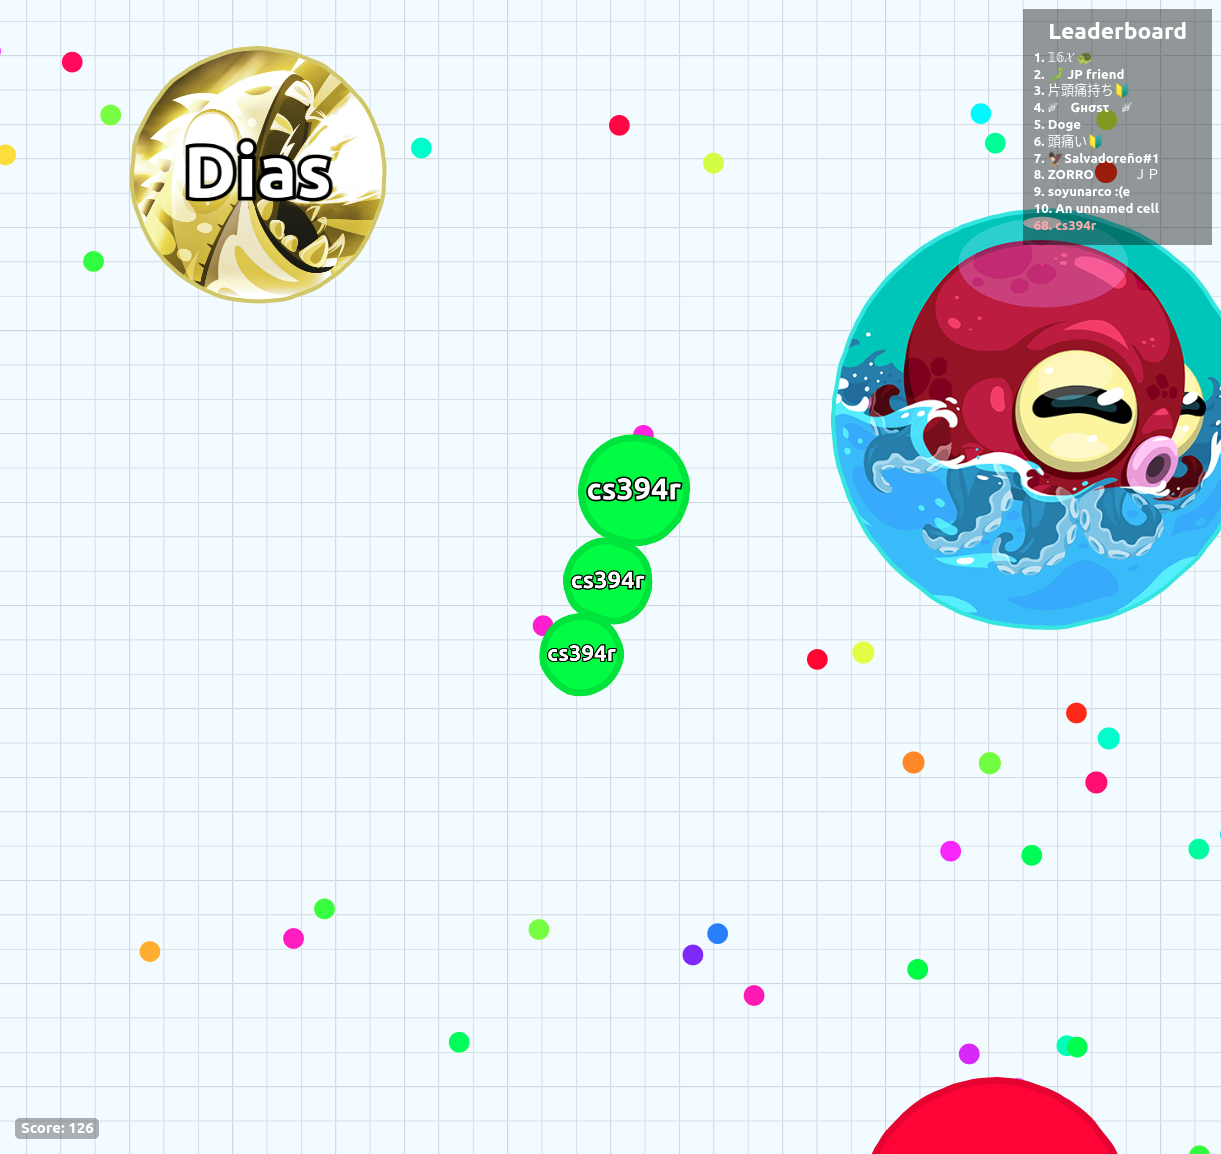 Leaderboard
1. 𝟙𝟞.𝓧 🐢
2. 🐛 JP friend
3. 片頭痛持ち🔰
4. ☄ Gʜσsτ ☄
5. Doge
6. 頭痛い🔰
7. 🦅Salvadoreño#1
8. ZORRO ＪＰ
9. soyunarco :(e
10. An unnamed cell
68. cs394r
Dias
cs394r
cs394r
cs394r
Score: 126